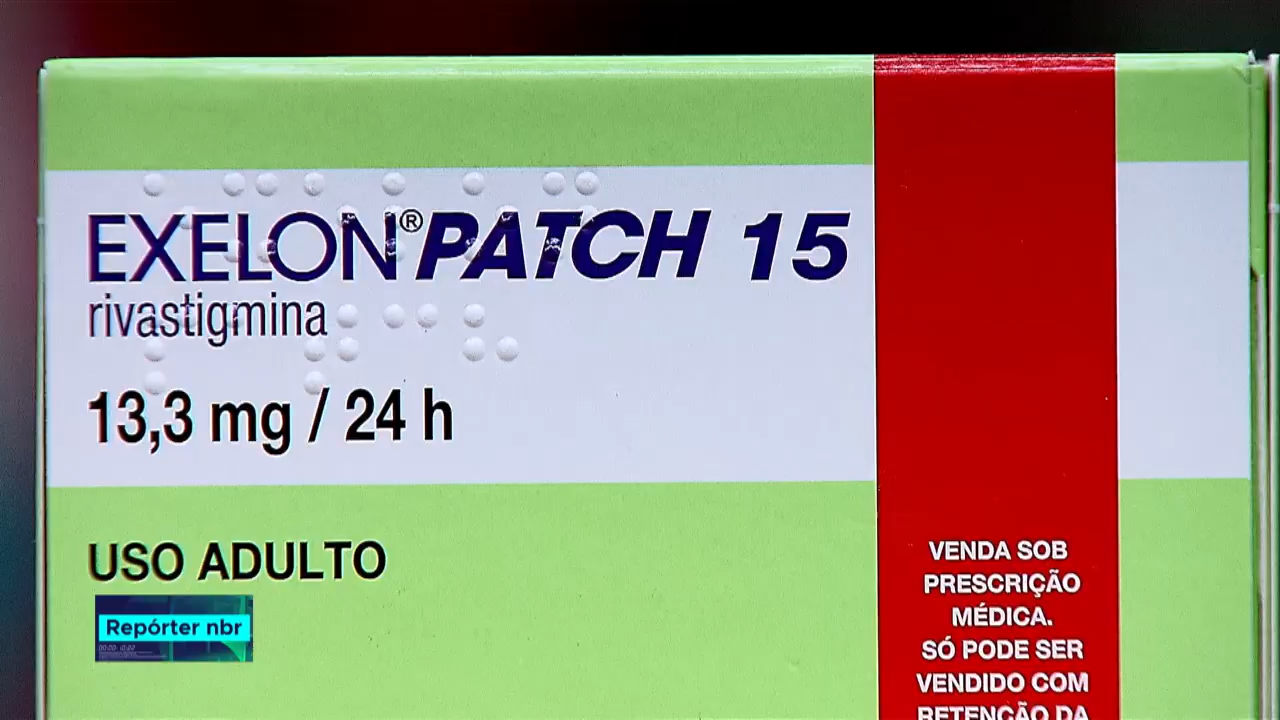 EXELON® PATCH 15
rivastigmina
13,3 mg / 24 h
USO ADULTO
Repórter nbr
VENDA SOB
PRESCRIÇÃO
MÉDICA.
SÓ PODE SER
VENDIDO COM
RETENÇÃO DA